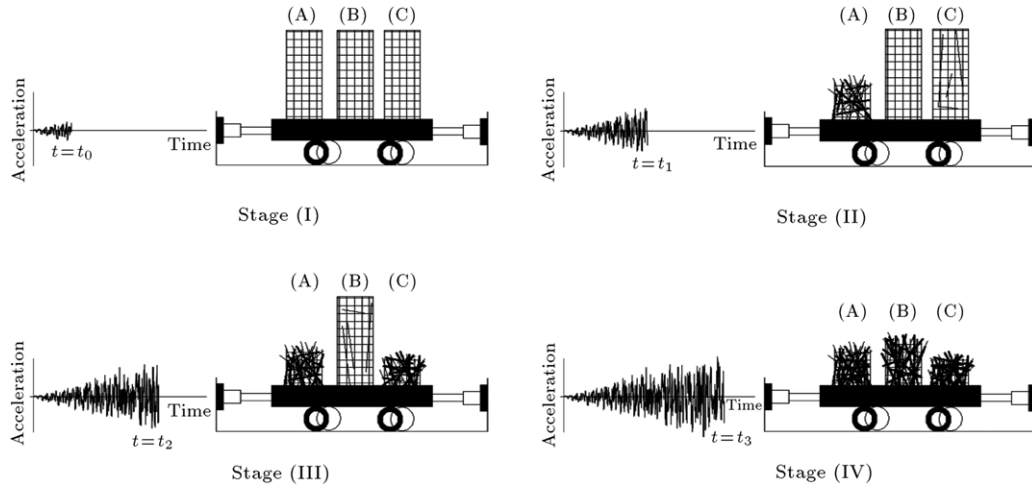 (A) (B) (C)
Acceleration
Time
t=t0
Stage (I)
(A) (B) (C)
Acceleration
Time
t=t1
Stage (II)
(A) (B) (C)
Acceleration
Time
t=t2
Stage (III)
(A) (B) (C)
Acceleration
Time
t=t3
Stage (IV)